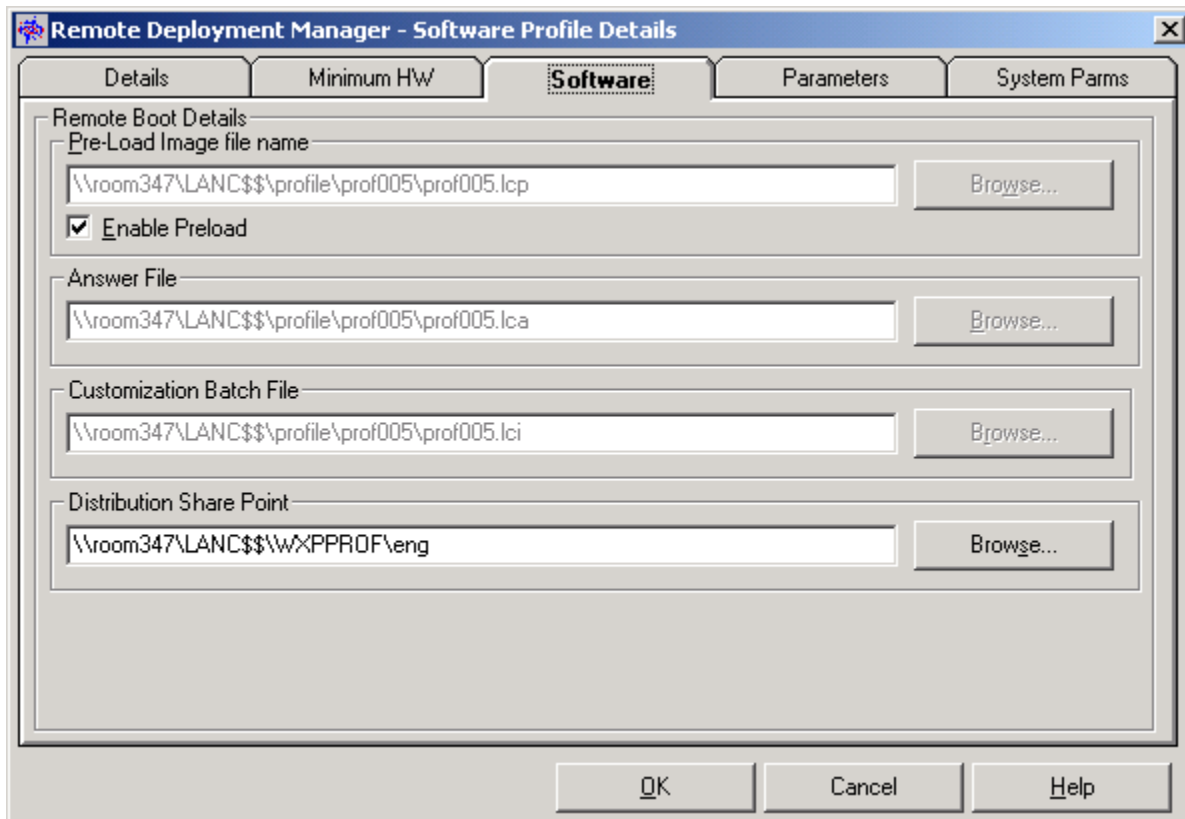 Remote Deployment Manager - Software Profile Details
Details Minimum HW Software Parameters System Parms
Remote Boot Details
Pre-Load Image file name
\\room347\LANC$$\profile\prof005\prof005.lcp Browse...
Enable Preload
Answer File
\\room347\LANC$$\profile\prof005\prof005.lca Browse...
Customization Batch File
\\room347\LANC$$\profile\prof005\prof005.lci Browse...
Distribution Share Point
\\room347\LANC$$\WXPPROF\eng Browse...
OK Cancel Help